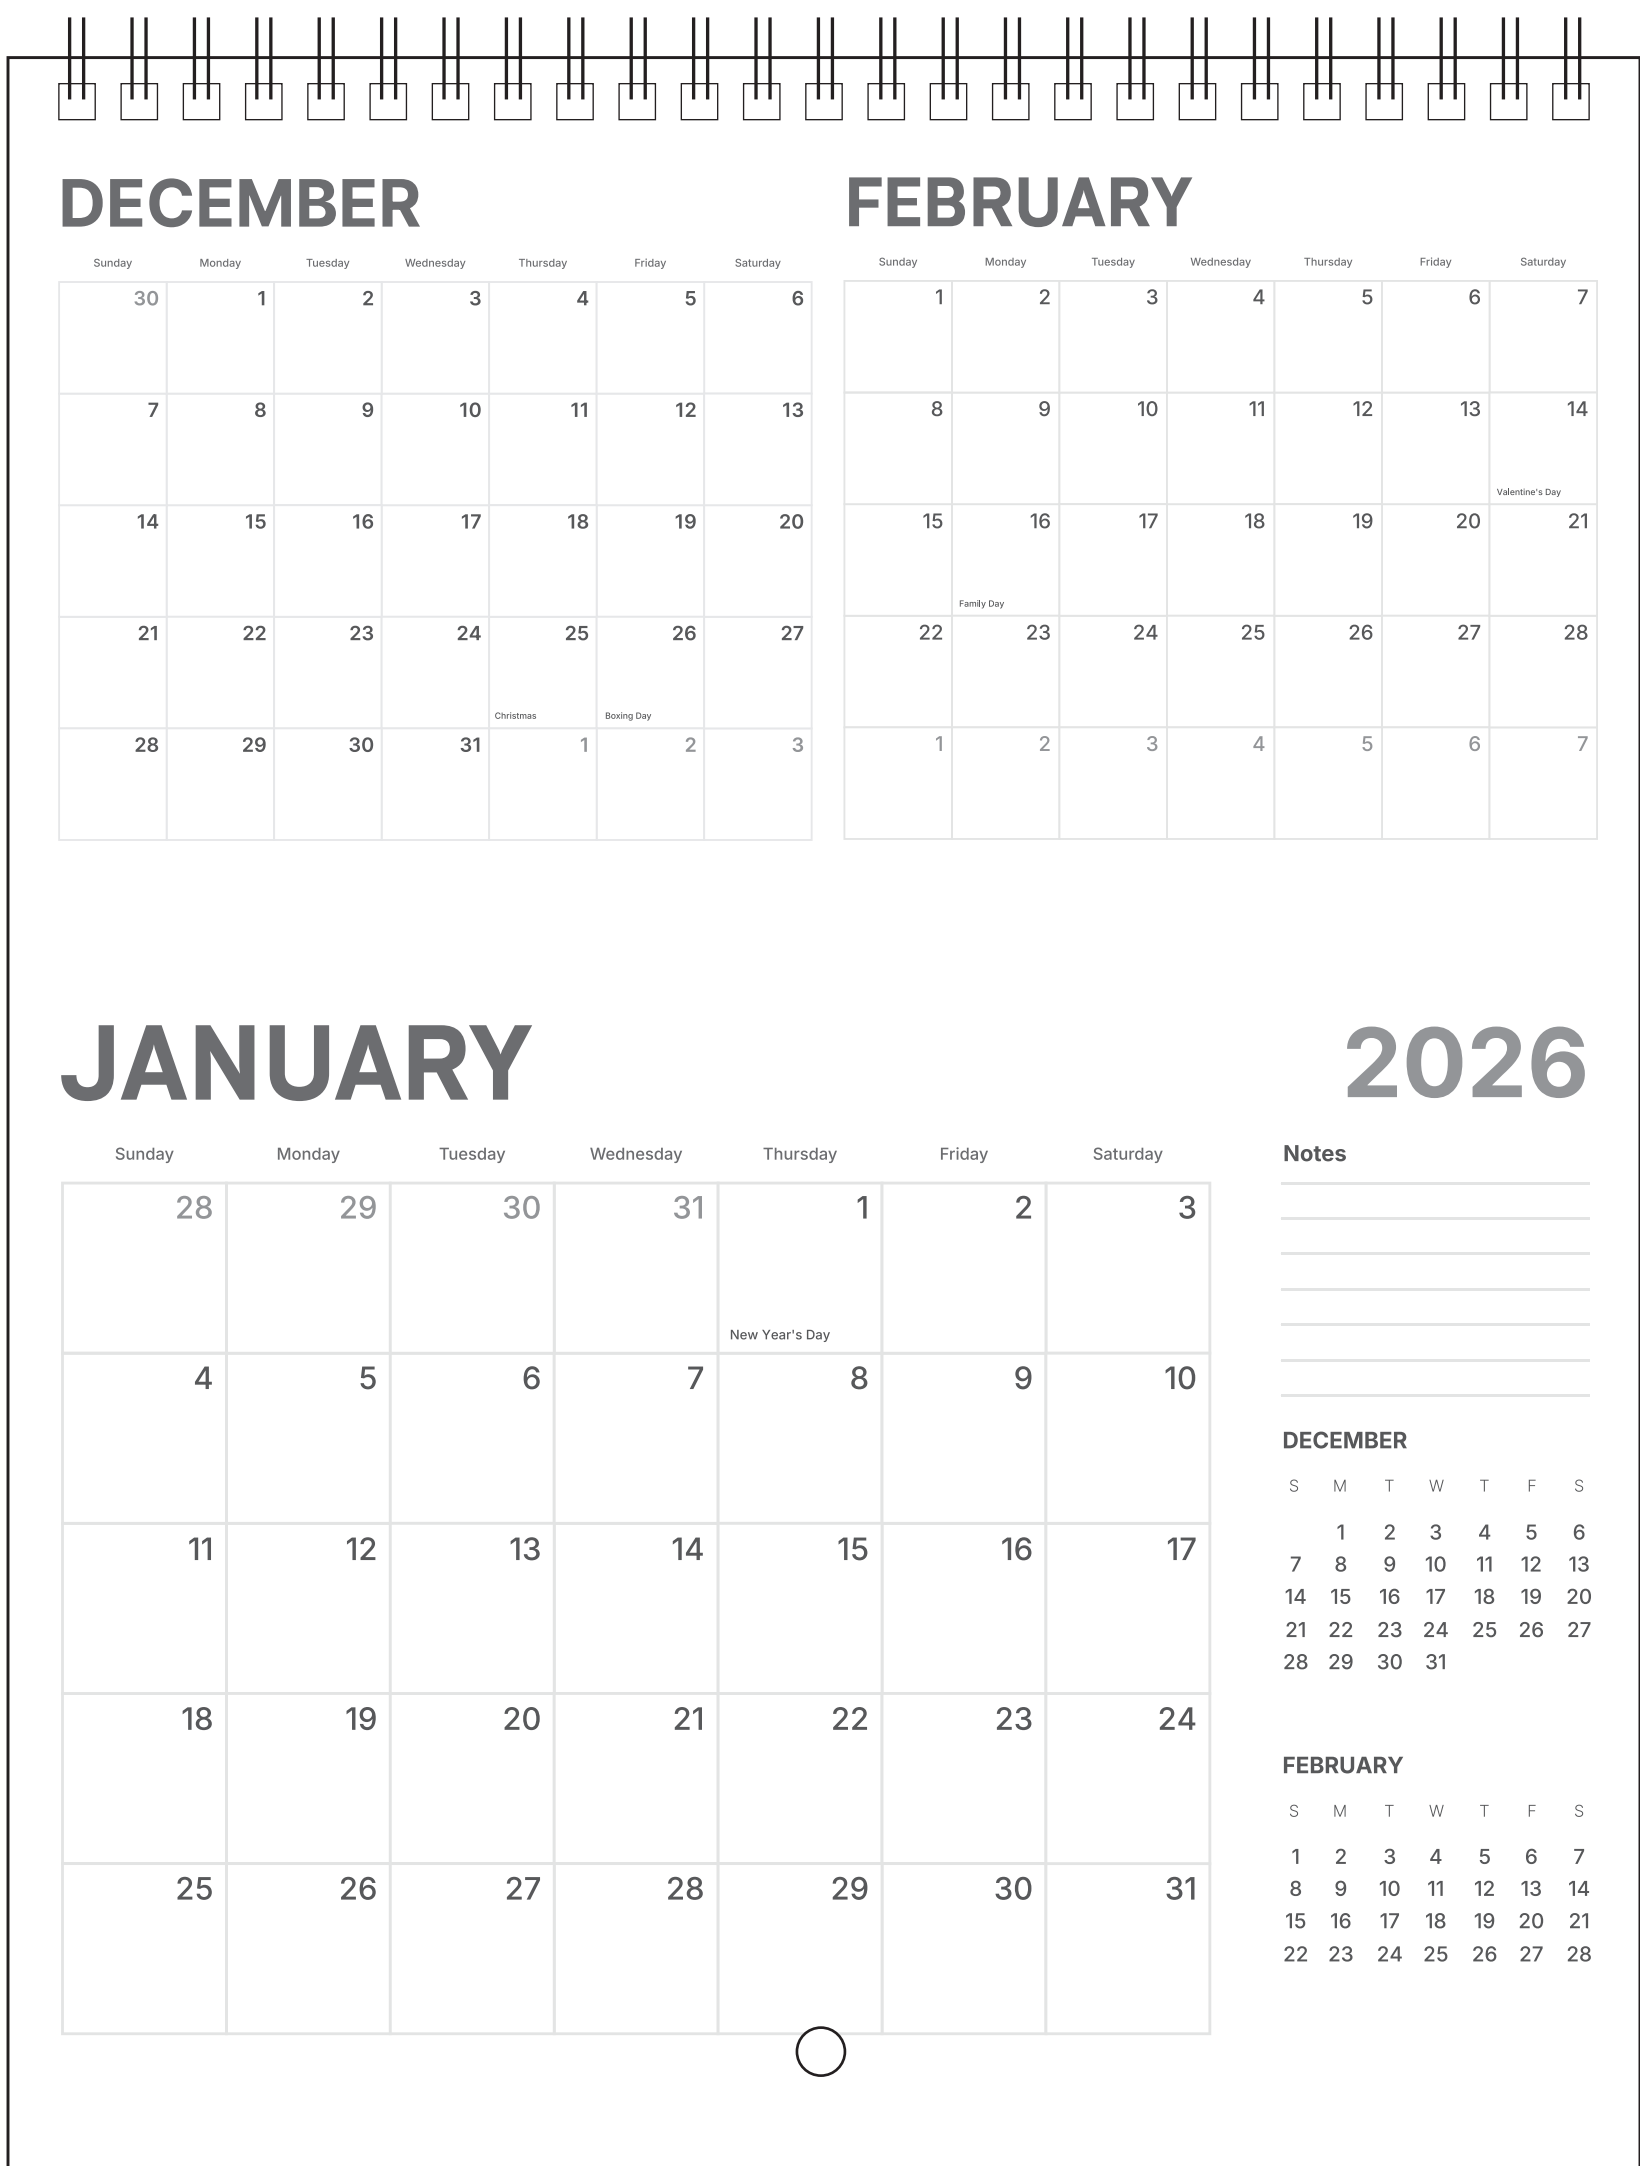 DECEMBER
Sunday Monday Tuesday Wednesday Thursday Friday Saturday
30 1 2 3 4 5 6
7 8 9 10 11 12 13
14 15 16 17 18 19 20
21 22 23 24 25 26 27
Christmas Boxing Day
28 29 30 31 1 2 3
FEBRUARY
Sunday Monday Tuesday Wednesday Thursday Friday Saturday
1 2 3 4 5 6 7
8 9 10 11 12 13 14
Valentine's Day
15 16 17 18 19 20 21
Family Day
22 23 24 25 26 27 28
1 2 3 4 5 6 7
JANUARY 2026
Sunday Monday Tuesday Wednesday Thursday Friday Saturday
28 29 30 31 1 2 3
New Year's Day
4 5 6 7 8 9 10
11 12 13 14 15 16 17
18 19 20 21 22 23 24
25 26 27 28 29 30 31
Notes
DECEMBER
S M T W T F S
1 2 3 4 5 6
7 8 9 10 11 12 13
14 15 16 17 18 19 20
21 22 23 24 25 26 27
28 29 30 31
FEBRUARY
S M T W T F S
1 2 3 4 5 6 7
8 9 10 11 12 13 14
15 16 17 18 19 20 21
22 23 24 25 26 27 28